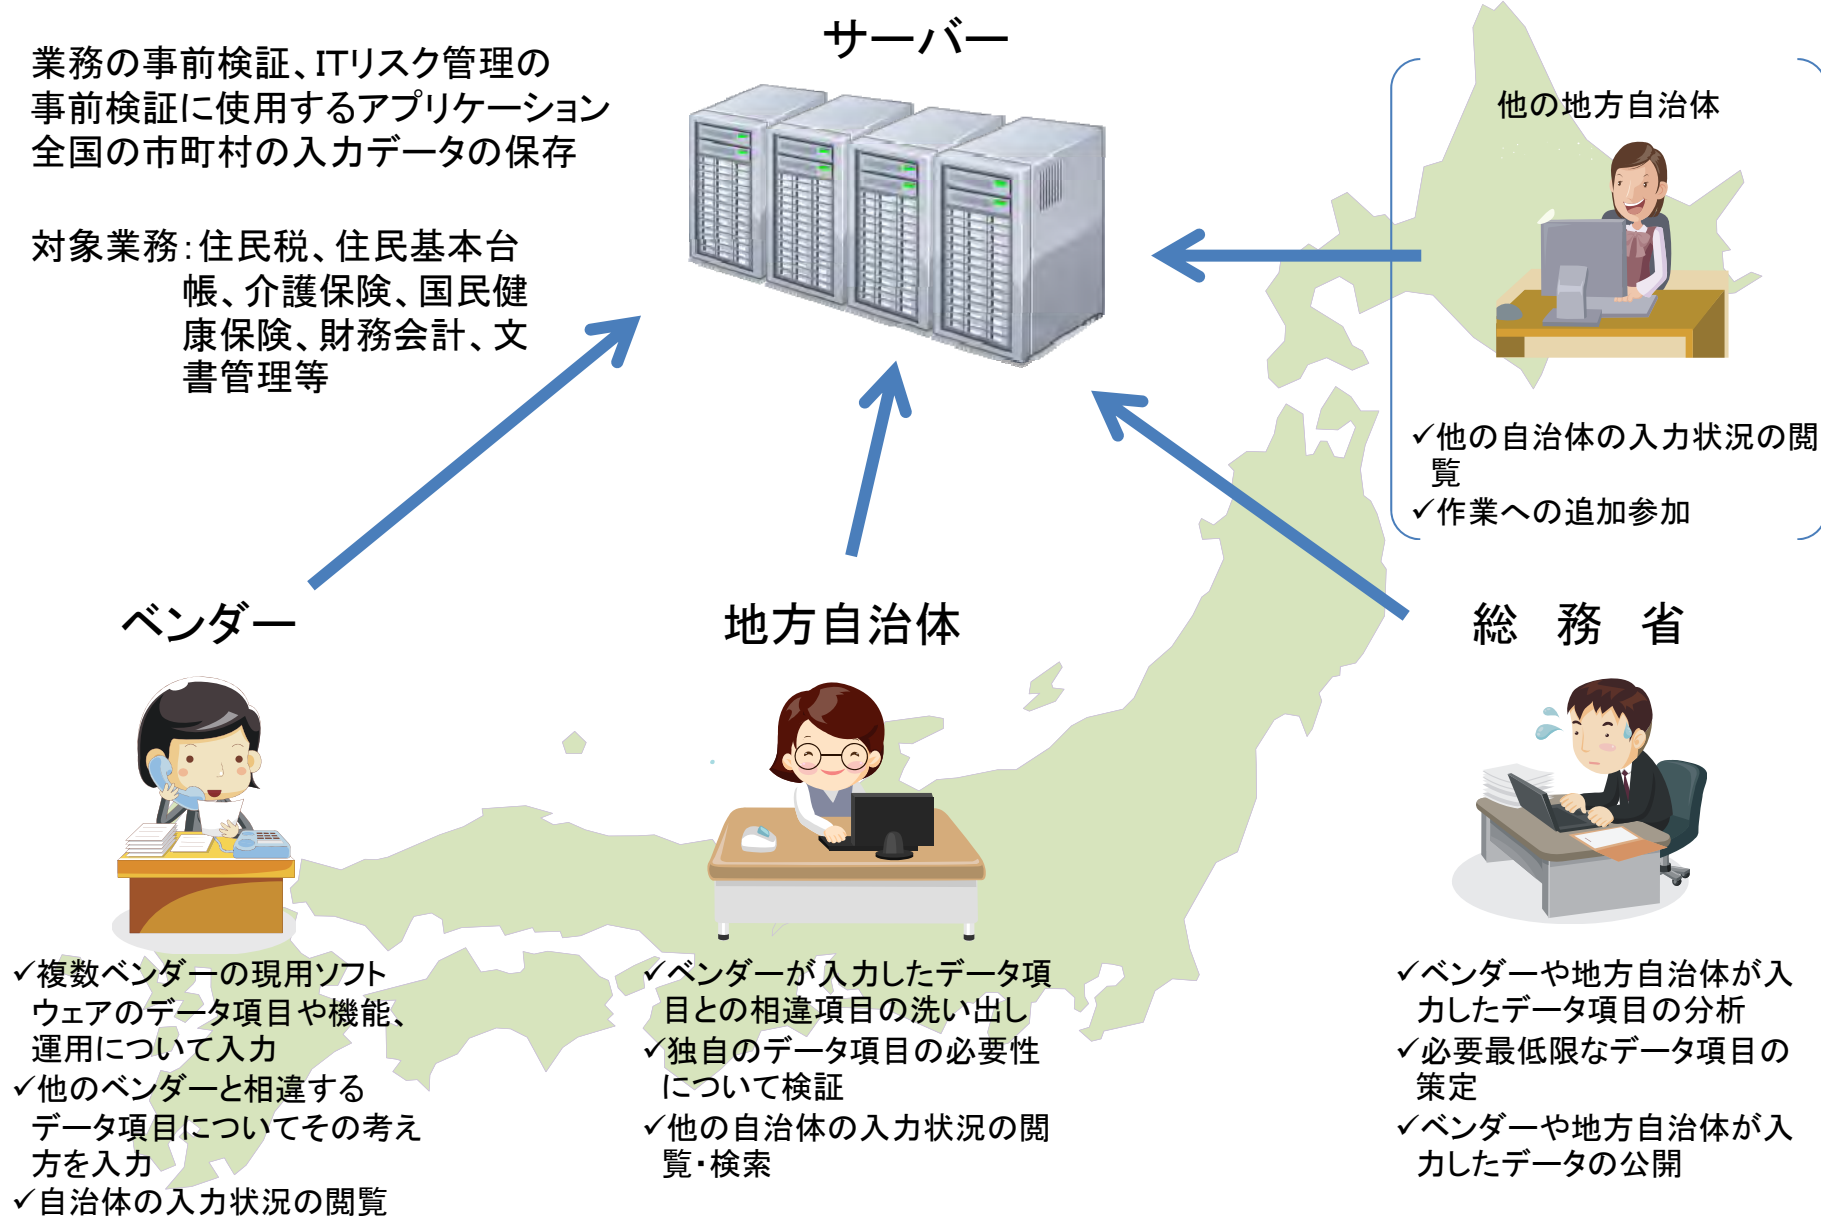 サーバー
業務の事前検証、ITリスク管理の
事前検証に使用するアプリケーション
全国の市町村の入力データの保存
対象業務：住民税、住民基本台
帳、介護保険、国民健
康保険、財務会計、文
書管理等
他の地方自治体
✓他の自治体の入力状況の閲
覧
✓作業への追加参加
ベンダー
✓複数ベンダーの現用ソフト
ウェアのデータ項目や機能、
運用について入力
✓他のベンダーと相違する
データ項目についてその考え
方を入力
✓自治体の入力状況の閲覧
地方自治体
✓ベンダーが入力したデータ項
目との相違項目の洗い出し
✓独自のデータ項目の必要性
について検証
✓他の自治体の入力状況の閲
覧・検索
総　務　省
✓ベンダーや地方自治体が入
力したデータ項目の分析
✓必要最低限なデータ項目の
策定
✓ベンダーや地方自治体が入
力したデータの公開